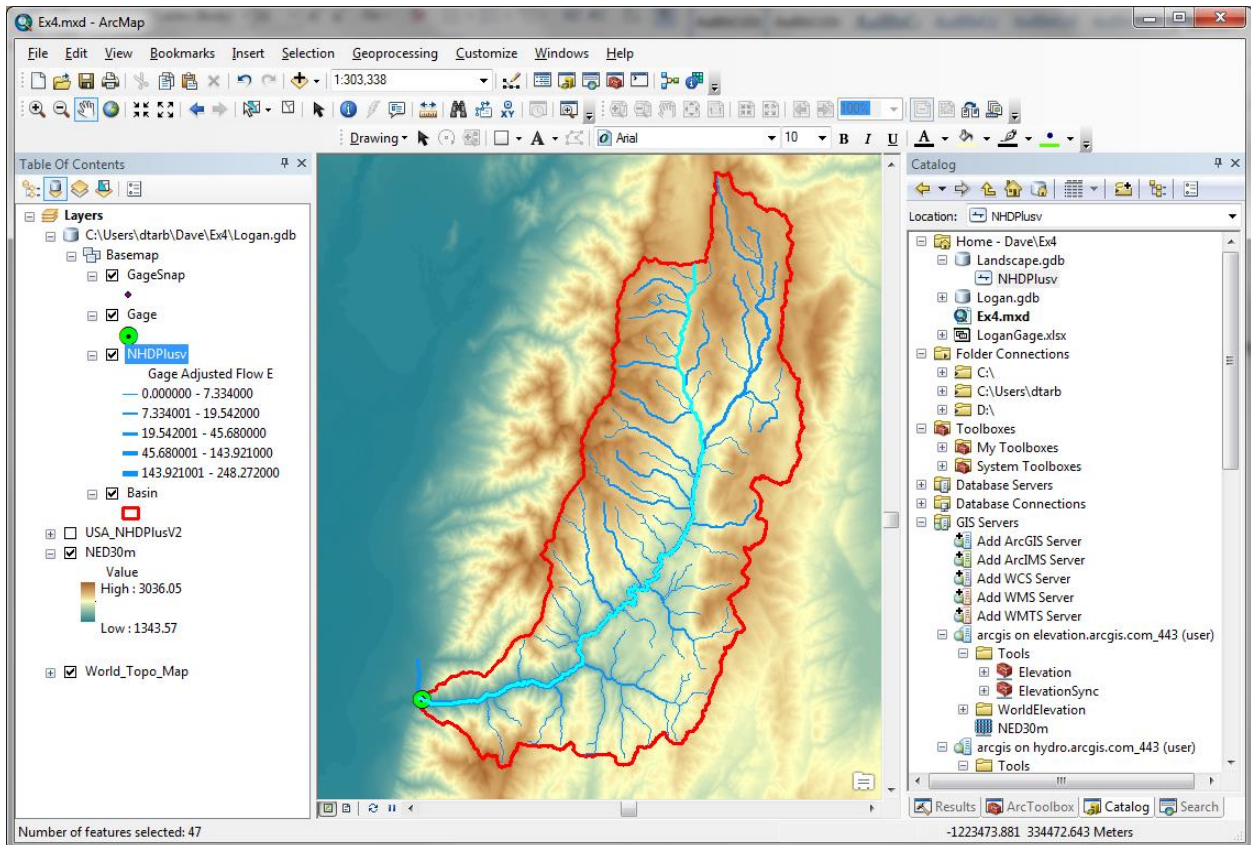 Ex4.mxd - ArcMap
File Edit View Bookmarks Insert Selection Geoprocessing Customize Windows Help
1:303,338
100%
Drawing A Arial 10 B I U A
Table Of Contents
Layers
C:\Users\dtarb\Dave\Ex4\Logan.gdb
Basemap
GageSnap
Gage
NHDPlusv
Gage Adjusted Flow E
0.000000 - 7.334000
7.334001 - 19.542000
19.542001 - 45.680000
45.680001 - 143.921000
143.921001 - 248.272000
Basin
USA_NHDPlusV2
NED30m
Value
High : 3036.05
Low : 1343.57
World_Topo_Map
Catalog
Location: NHDPlusv
Home - Dave\Ex4
Landscape.gdb
NHDPlusv
Logan.gdb
Ex4.mxd
LoganGage.xlsx
Folder Connections
C:\
C:\Users\dtarb
D:\
Toolboxes
My Toolboxes
System Toolboxes
Database Servers
Database Connections
GIS Servers
Add ArcGIS Server
Add ArcIMS Server
Add WCS Server
Add WMS Server
Add WMTS Server
arcgis on elevation.arcgis.com_443 (user)
Tools
Elevation
ElevationSync
WorldElevation
NED30m
arcgis on hydro.arcgis.com_443 (user)
Tools
Results ArcToolbox Catalog Search
Number of features selected: 47
-1223473.881 334472.643 Meters